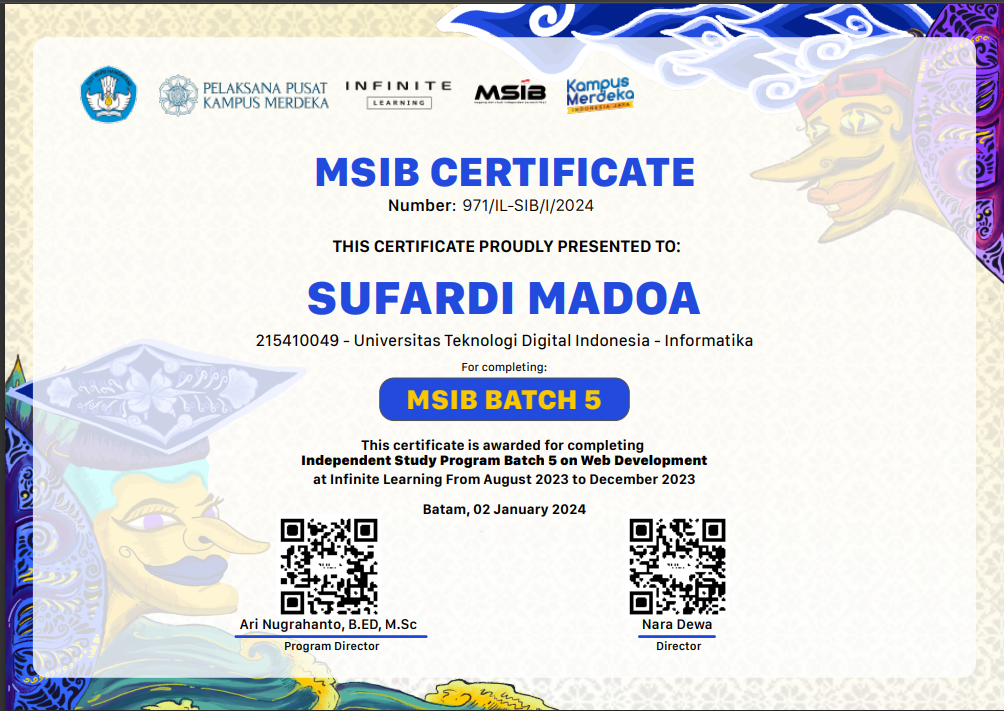 PELAKSANA PUSAT
KAMPUS MERDEKA
INFINITE
LEARNING
MSIB
Kampus
Merdeka
INDONESIA JAYA
MSIB CERTIFICATE
Number: 971/IL-SIB/I/2024
THIS CERTIFICATE PROUDLY PRESENTED TO:
SUFARDI MADOA
215410049 - Universitas Teknologi Digital Indonesia - Informatika
For completing:
MSIB BATCH 5
This certificate is awarded for completing
Independent Study Program Batch 5 on Web Development
at Infinite Learning From August 2023 to December 2023
Batam, 02 January 2024
Ari Nugrahanto, B.ED, M.Sc
Program Director
Nara Dewa
Director